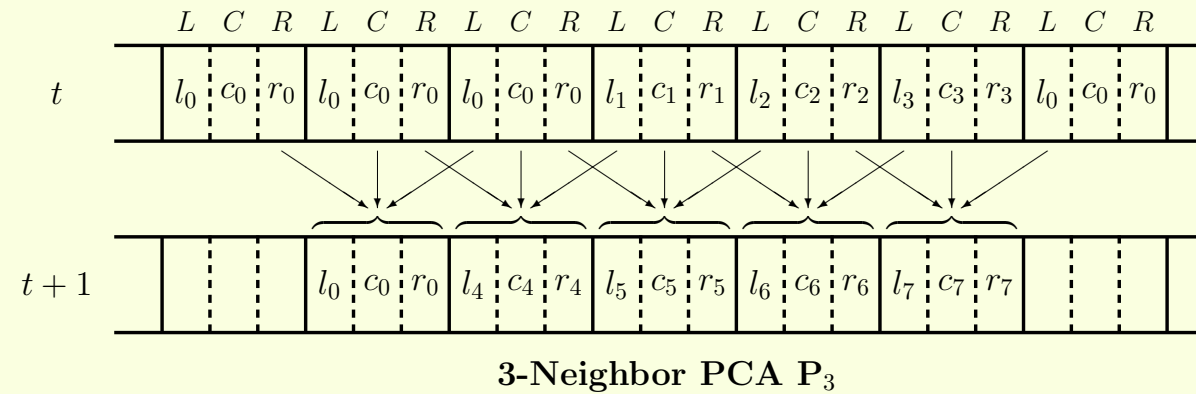 L C R L C R L C R L C R L C R L C R L C R
t l₀ c₀ r₀ l₀ c₀ r₀ l₀ c₀ r₀ l₁ c₁ r₁ l₂ c₂ r₂ l₃ c₃ r₃ l₀ c₀ r₀
t + 1 l₀ c₀ r₀ l₄ c₄ r₄ l₅ c₅ r₅ l₆ c₆ r₆ l₇ c₇ r₇
3-Neighbor PCA P₃